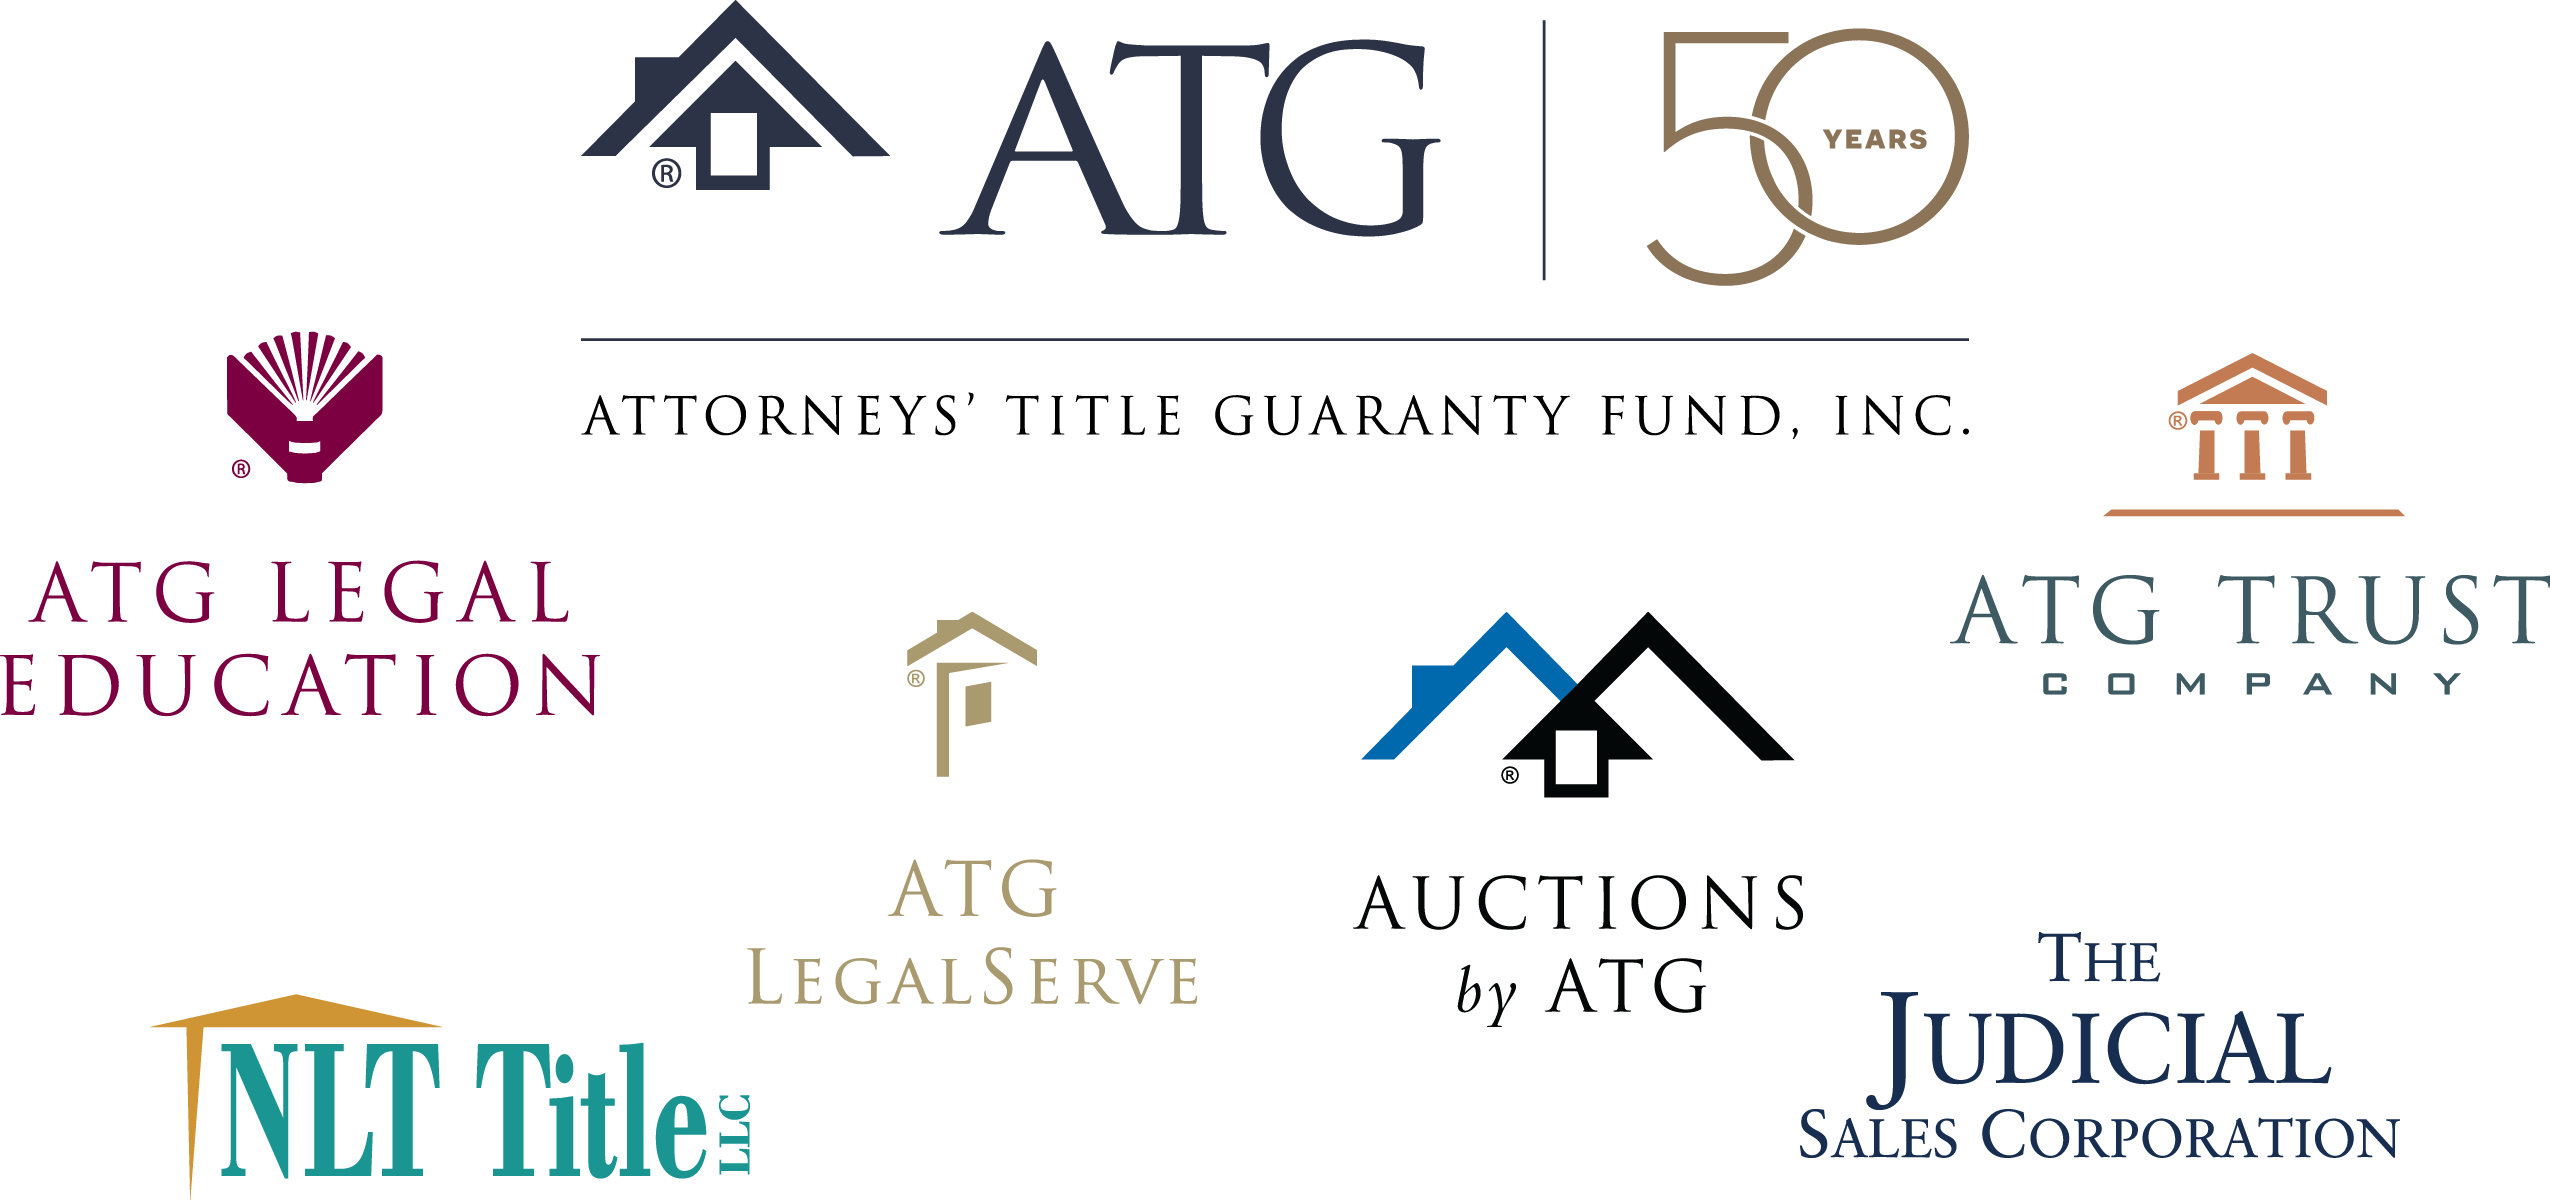 ® ATG 50 YEARS
ATTORNEYS’ TITLE GUARANTY FUND, INC.
®
ATG LEGAL
EDUCATION
®
ATG TRUST
COMPANY
®
ATG
LEGALSERVE
®
AUCTIONS
by ATG
NLT Title LLC
THE
JUDICIAL
SALES CORPORATION